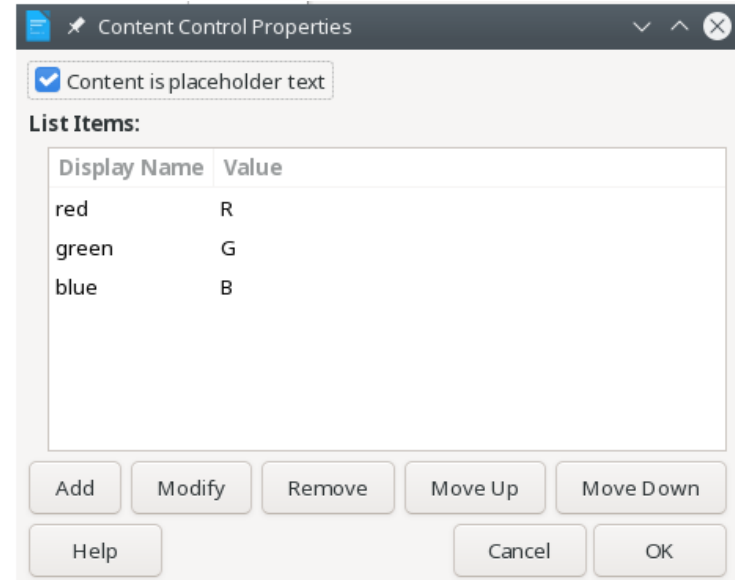 Content Control Properties
Content is placeholder text
List Items:
Display Name Value
red R
green G
blue B
Add Modify Remove Move Up Move Down
Help Cancel OK